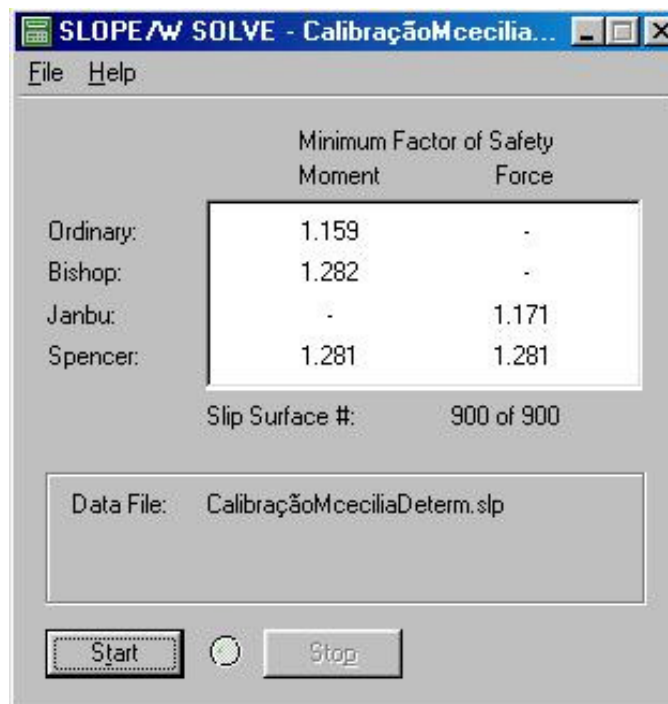 SLOPE/W SOLVE - CalibraçãoMcecilia...
File Help
Minimum Factor of Safety
Moment Force
Ordinary: 1.159 -
Bishop: 1.282 -
Janbu: - 1.171
Spencer: 1.281 1.281
Slip Surface #: 900 of 900
Data File: CalibraçãoMceciliaDeterm.slp
Start Stop